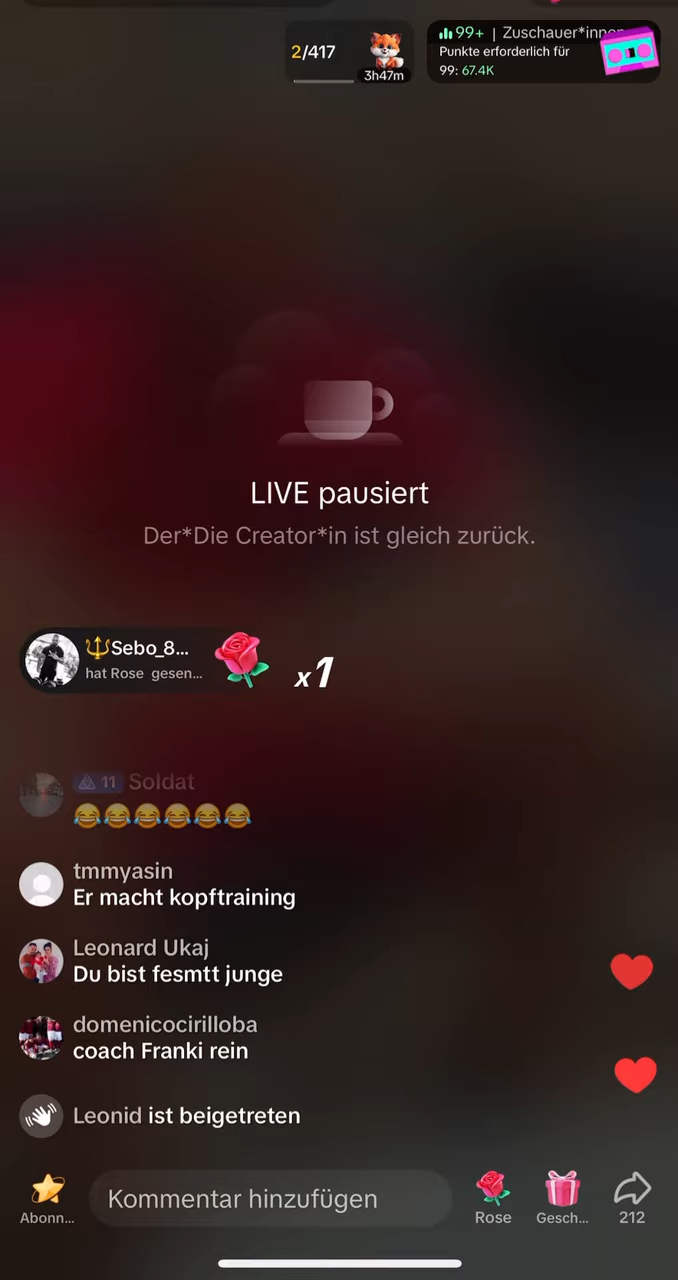 2/417
3h47m
99+ | Zuschauer*innen
Punkte erforderlich für
99: 67.4K
LIVE pausiert
Der*Die Creator*in ist gleich zurück.
Sebo_8...
hat Rose gesen...
x1
11 Soldat
😂😂😂😂😂😂
tmmyasin
Er macht kopftraining
Leonard Ukaj
Du bist fesmtt junge
domenicocirilloba
coach Franki rein
Leonid ist beigetreten
Abonn...
Kommentar hinzufügen
Rose
Gesch...
212